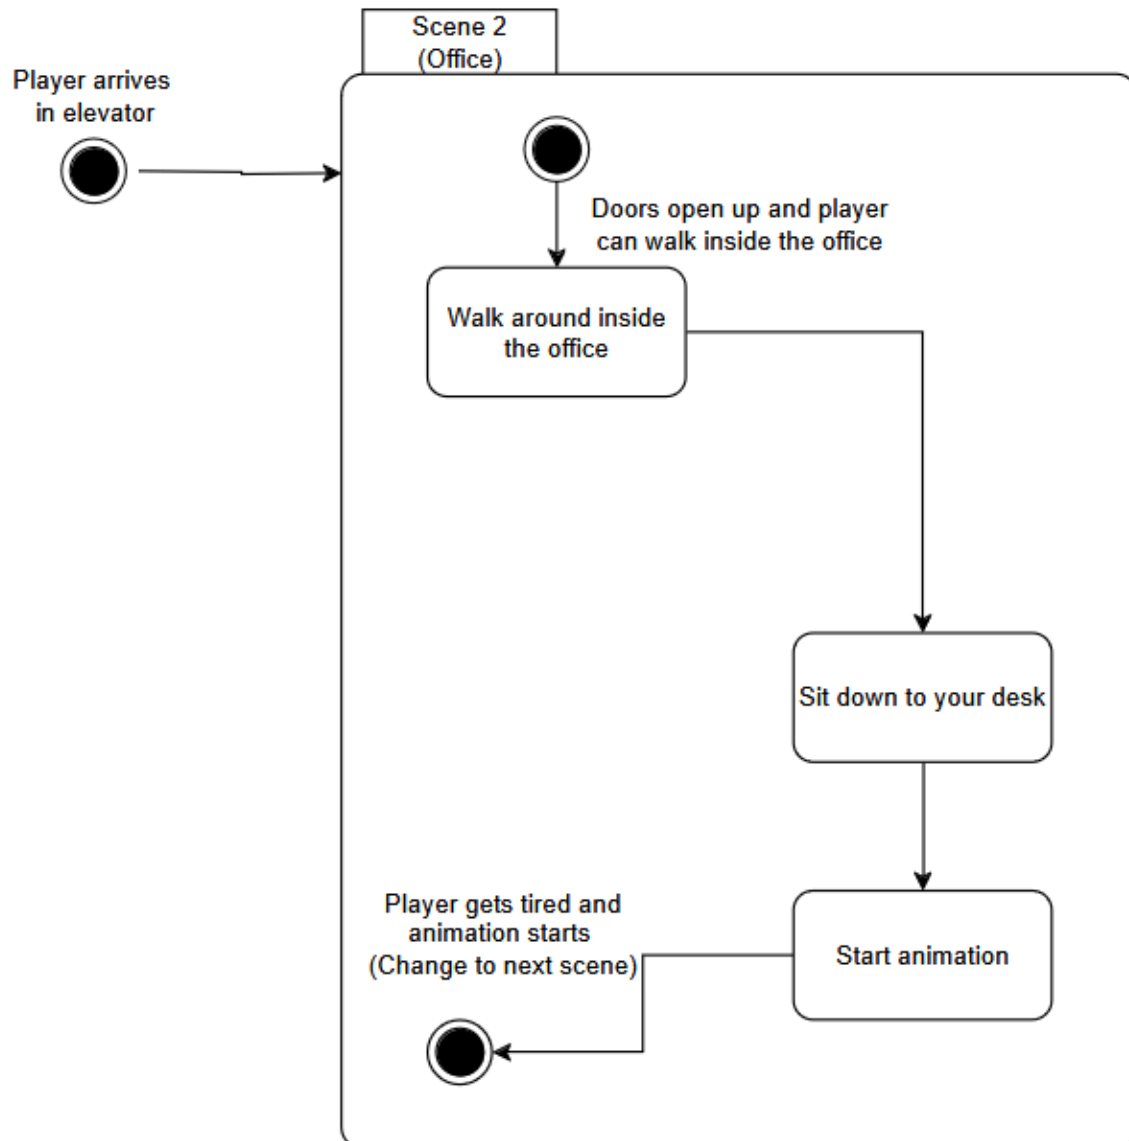 Scene 2
(Office)
Player arrives
in elevator
Doors open up and player
can walk inside the office
Walk around inside
the office
Sit down to your desk
Start animation
Player gets tired and
animation starts
(Change to next scene)